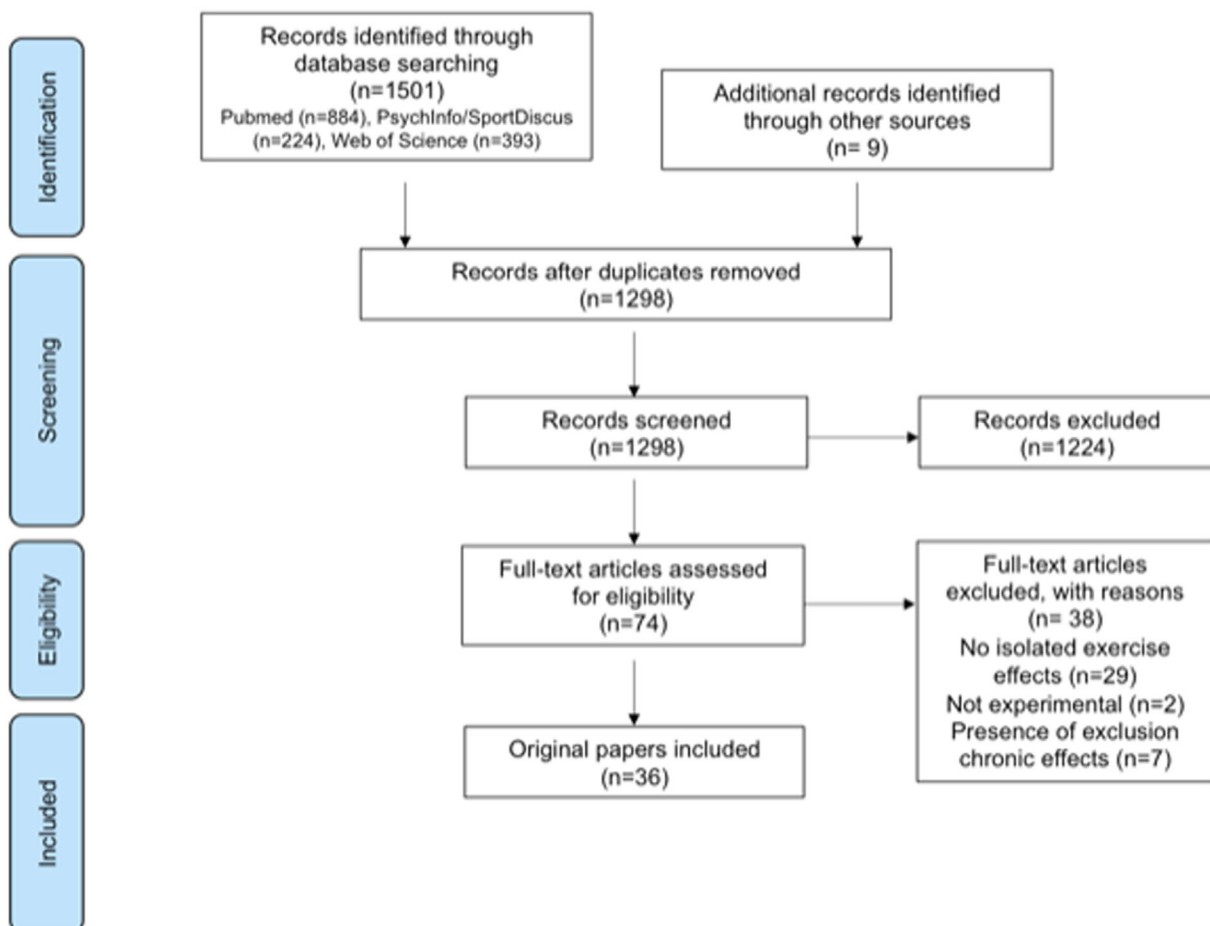 Identification
Records identified through
database searching
(n=1501)
Pubmed (n=884), PsychInfo/SportDiscus
(n=224), Web of Science (n=393)
Additional records identified
through other sources
(n= 9)
Screening
Records after duplicates removed
(n=1298)
Records screened
(n=1298)
Records excluded
(n=1224)
Eligibility
Full-text articles assessed
for eligibility
(n=74)
Full-text articles
excluded, with reasons
(n= 38)
No isolated exercise
effects (n=29)
Not experimental (n=2)
Presence of exclusion
chronic effects (n=7)
Included
Original papers included
(n=36)